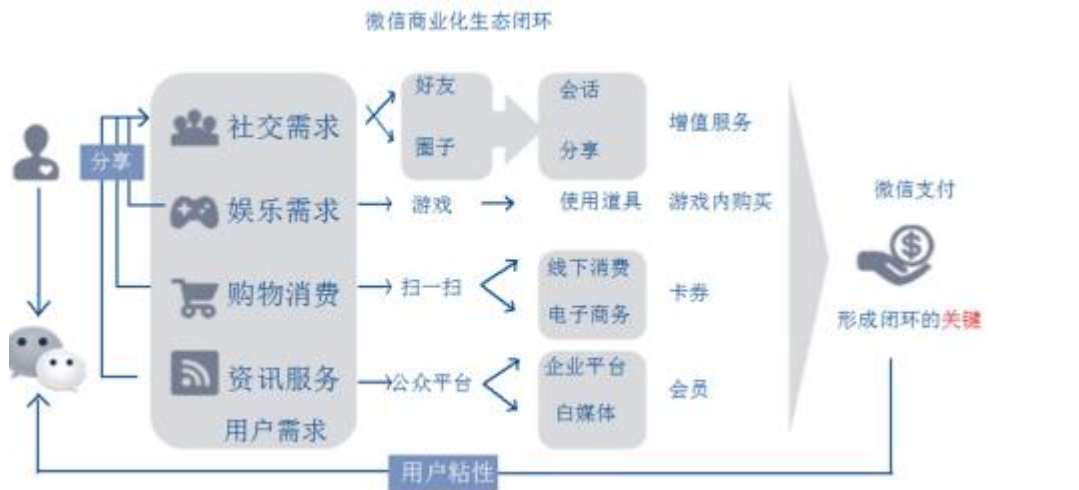 微信商业化生态闭环
分享
社交需求
好友
圈子
会话
分享
增值服务
娱乐需求
游戏
使用道具
游戏内购买
购物消费
扫一扫
线下消费
电子商务
卡券
资讯服务
公众平台
企业平台
白媒体
会员
用户需求
微信支付
形成闭环的关键
用户粘性